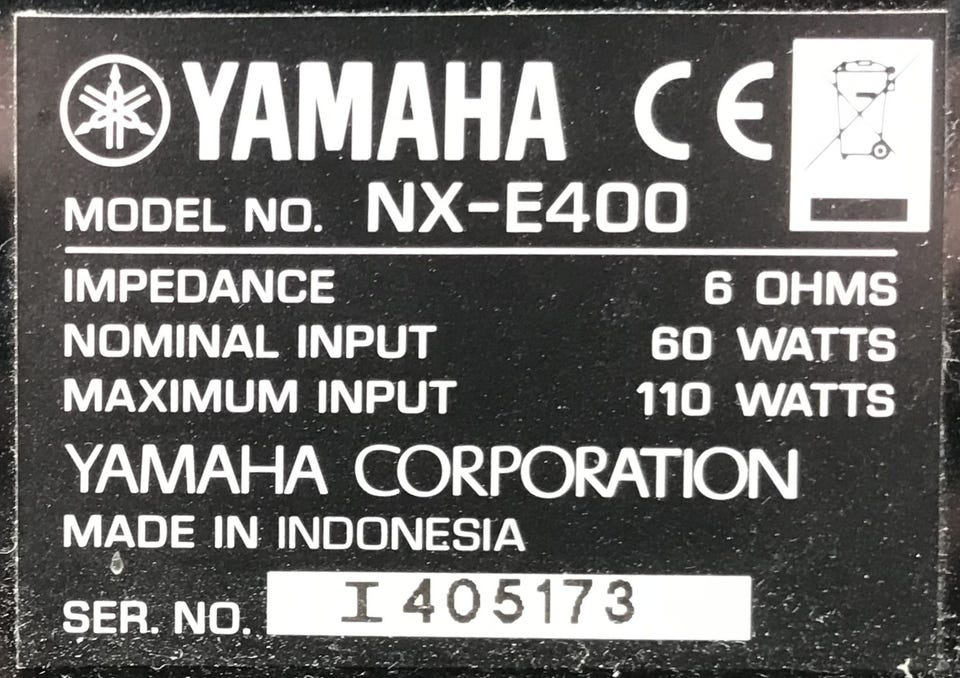 YAMAHA CE
MODEL NO. NX-E400
IMPEDANCE 6 OHMS
NOMINAL INPUT 60 WATTS
MAXIMUM INPUT 110 WATTS
YAMAHA CORPORATION
MADE IN INDONESIA
SER. NO. I 405173